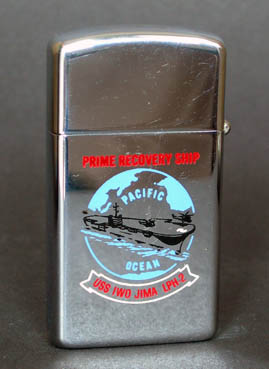 PRIME RECOVERY SHIP
PACIFIC
OCEAN
USS IWO JIMA LPH-2